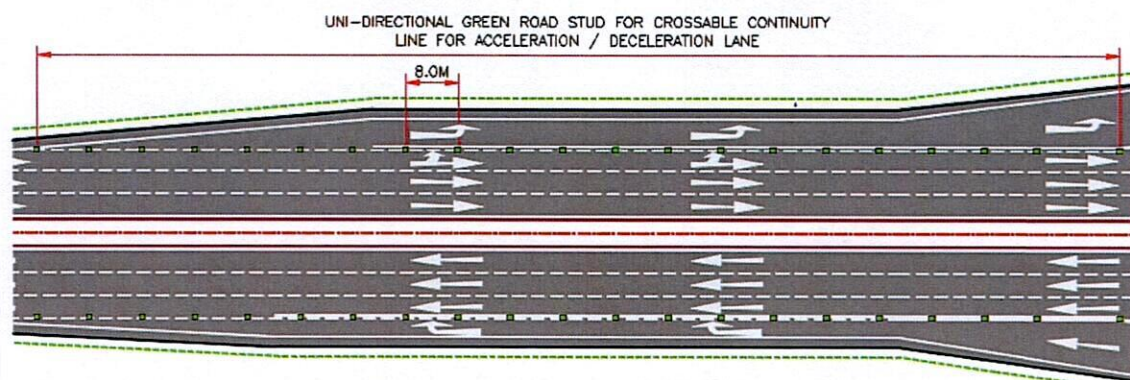 UNI-DIRECTIONAL GREEN ROAD STUD FOR CROSSABLE CONTINUITY
LINE FOR ACCELERATION / DECELERATION LANE
8.0M